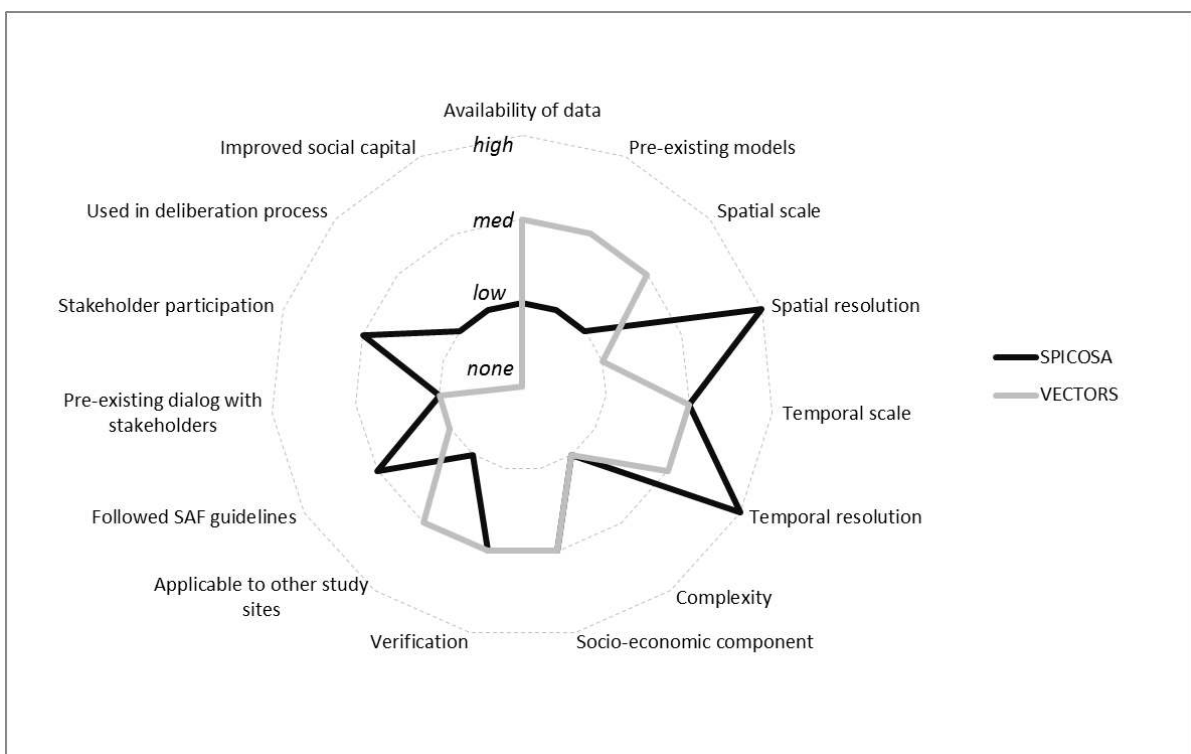 Availability of data
high
Improved social capital
Pre-existing models
Used in deliberation process
med
Spatial scale
Stakeholder participation
low
Spatial resolution
none
SPICOSA
VECTORS
Pre-existing dialog with
stakeholders
Temporal scale
Followed SAF guidelines
Temporal resolution
Applicable to other study
sites
Complexity
Verification
Socio-economic component